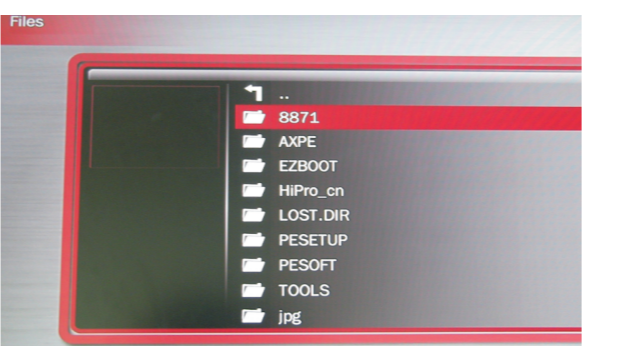 Files
..
8871
AXPE
EZBOOT
HiPro_cn
LOST.DIR
PESETUP
PESOFT
TOOLS
jpg